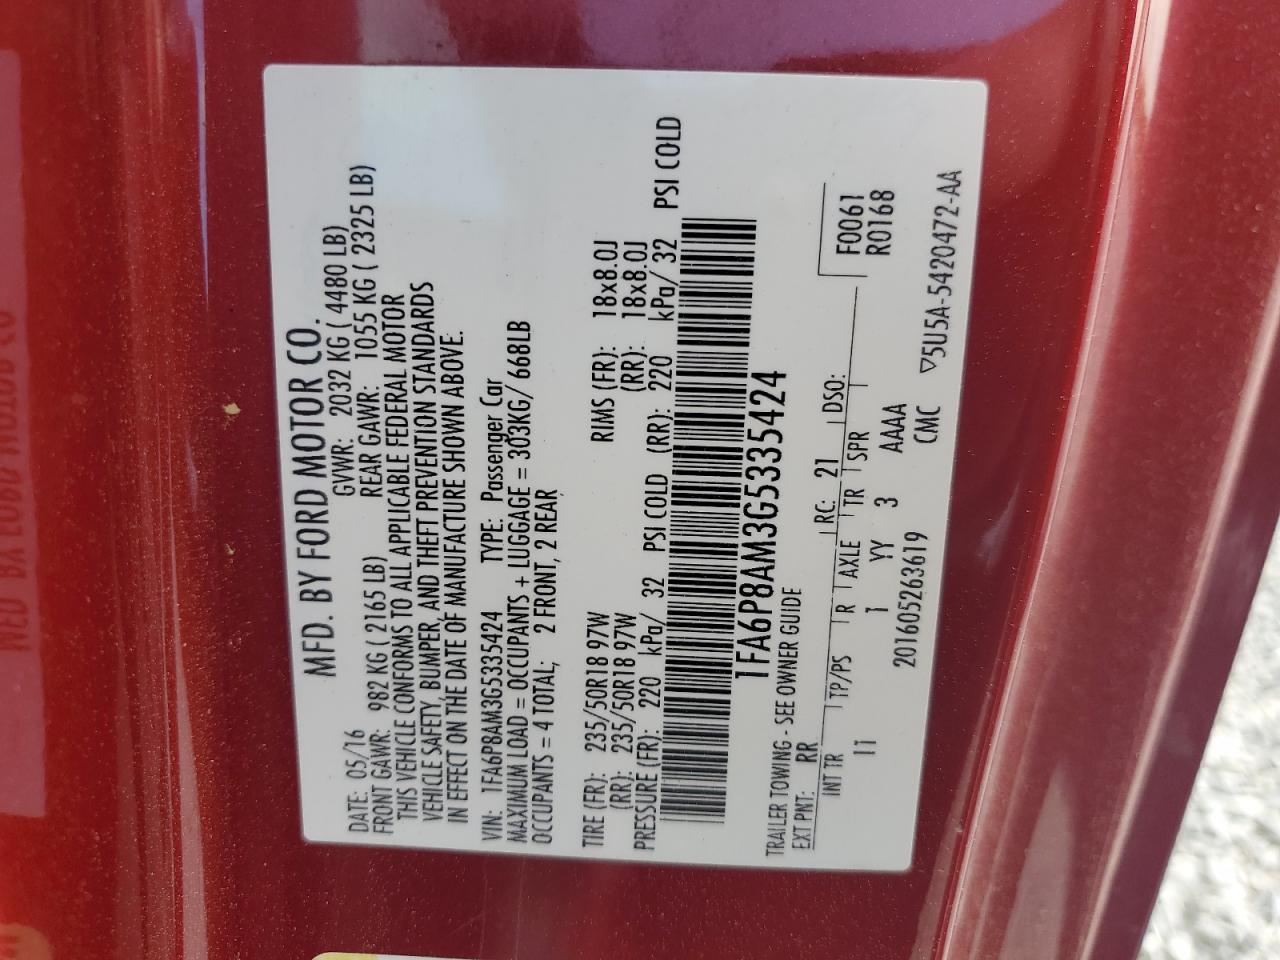 MFD. BY FORD MOTOR CO.
DATE: 05/16 GVWR: 2032 KG ( 4480 LB)
FRONT GAWR: 982 KG ( 2165 LB) REAR GAWR: 1055 KG ( 2325 LB)
THIS VEHICLE CONFORMS TO ALL APPLICABLE FEDERAL MOTOR
VEHICLE SAFETY, BUMPER, AND THEFT PREVENTION STANDARDS
IN EFFECT ON THE DATE OF MANUFACTURE SHOWN ABOVE.
VIN: 1FA6P8AM3G5335424 TYPE: Passenger Car
MAXIMUM LOAD = OCCUPANTS + LUGGAGE = 303KG/ 668LB
OCCUPANTS = 4 TOTAL; 2 FRONT, 2 REAR
TIRE (FR): 235/50R18 97W RIMS (FR): 18x8.0J
(RR): 235/50R18 97W (RR): 18x8.0J
PRESSURE (FR): 220 kPa/ 32 PSI COLD (RR): 220 kPa/ 32 PSI COLD
1FA6P8AM3G5335424
TRAILER TOWING - SEE OWNER GUIDE
EXT PNT: RR RC: 21 DSO: F0061
R0168
INT TR TP/PS R AXLE TR SPR
11 1 YY 3 AAAA
201605263619 CMC ▽5U5A-5420472-AA